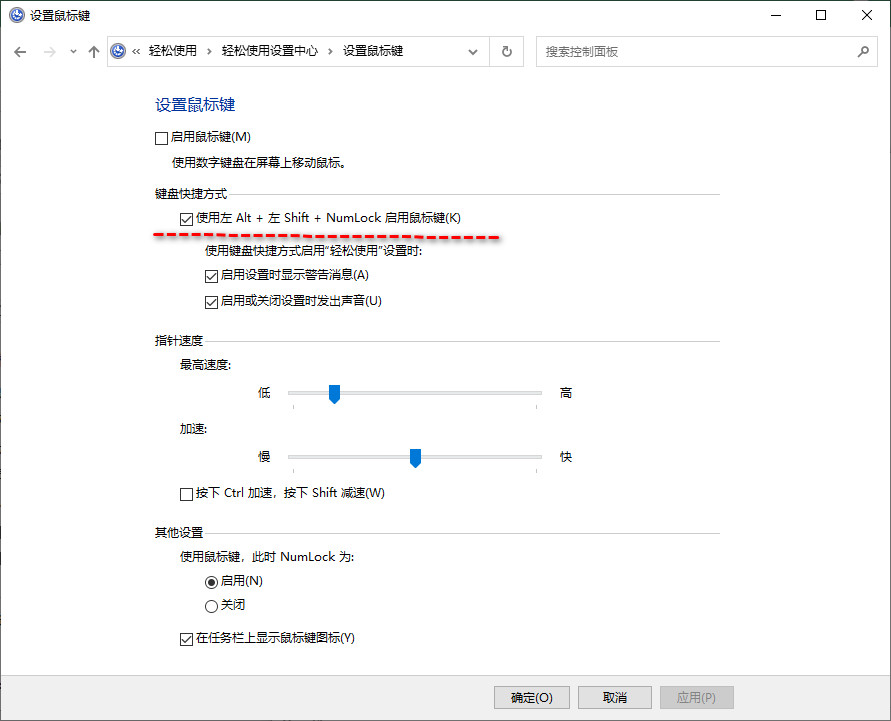 设置鼠标键
« 轻松使用 › 轻松使用设置中心 › 设置鼠标键
搜索控制面板
设置鼠标键
启用鼠标键(M)
使用数字键盘在屏幕上移动鼠标。
键盘快捷方式
使用左 Alt + 左 Shift + NumLock 启用鼠标键(K)
使用键盘快捷方式启用“轻松使用”设置时:
启用设置时显示警告消息(A)
启用或关闭设置时发出声音(U)
指针速度
最高速度:
低 高
加速:
慢 快
按下 Ctrl 加速，按下 Shift 减速(W)
其他设置
使用鼠标键，此时 NumLock 为:
启用(N)
关闭
在任务栏上显示鼠标键图标(Y)
确定(O) 取消 应用(P)